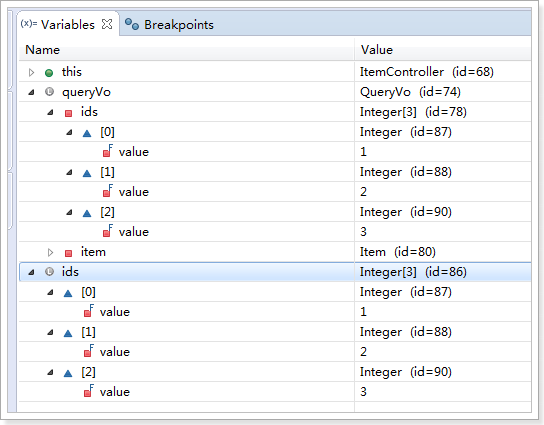 (x)= Variables Breakpoints
Name Value
this ItemController (id=68)
queryVo QueryVo (id=74)
ids Integer[3] (id=78)
[0] Integer (id=87)
value 1
[1] Integer (id=88)
value 2
[2] Integer (id=90)
value 3
item Item (id=80)
ids Integer[3] (id=86)
[0] Integer (id=87)
value 1
[1] Integer (id=88)
value 2
[2] Integer (id=90)
value 3